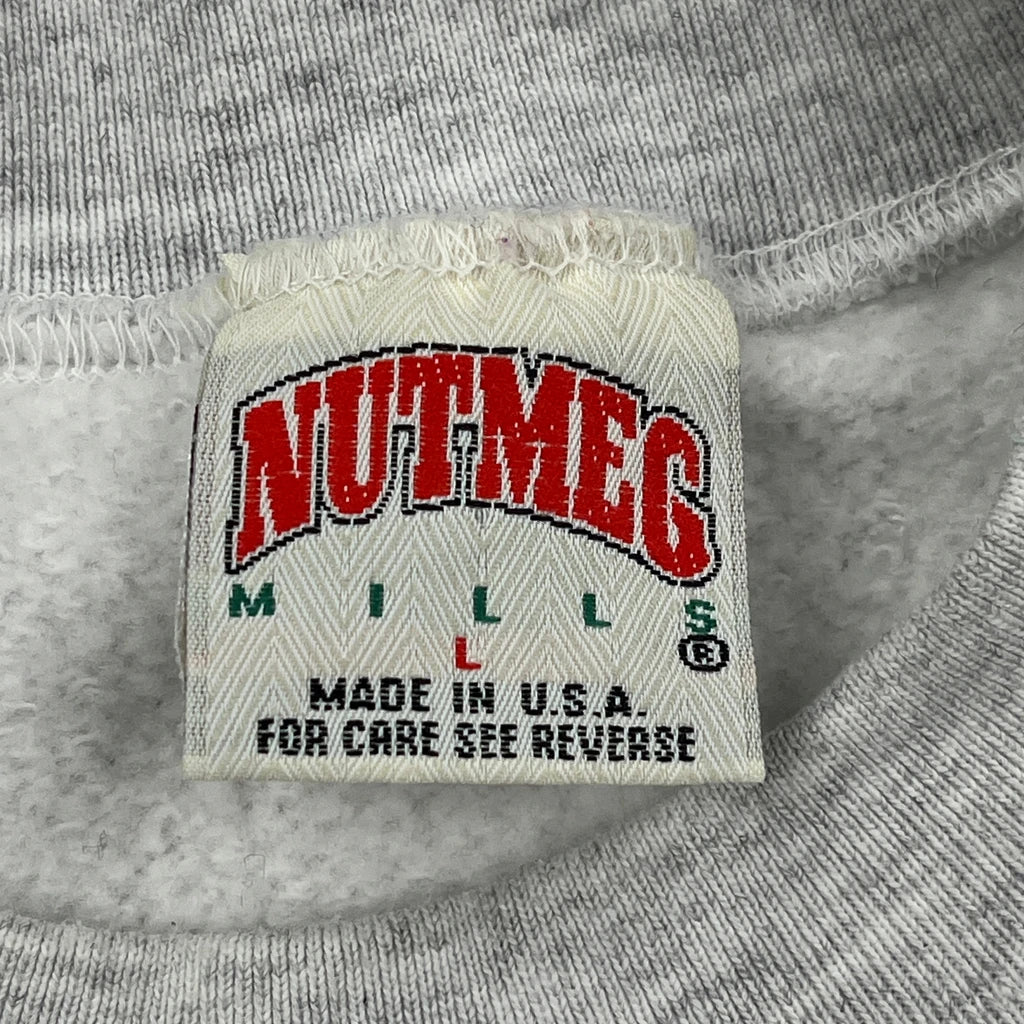 NUTMEG
MILLS
®
L
MADE IN U.S.A.
FOR CARE SEE REVERSE